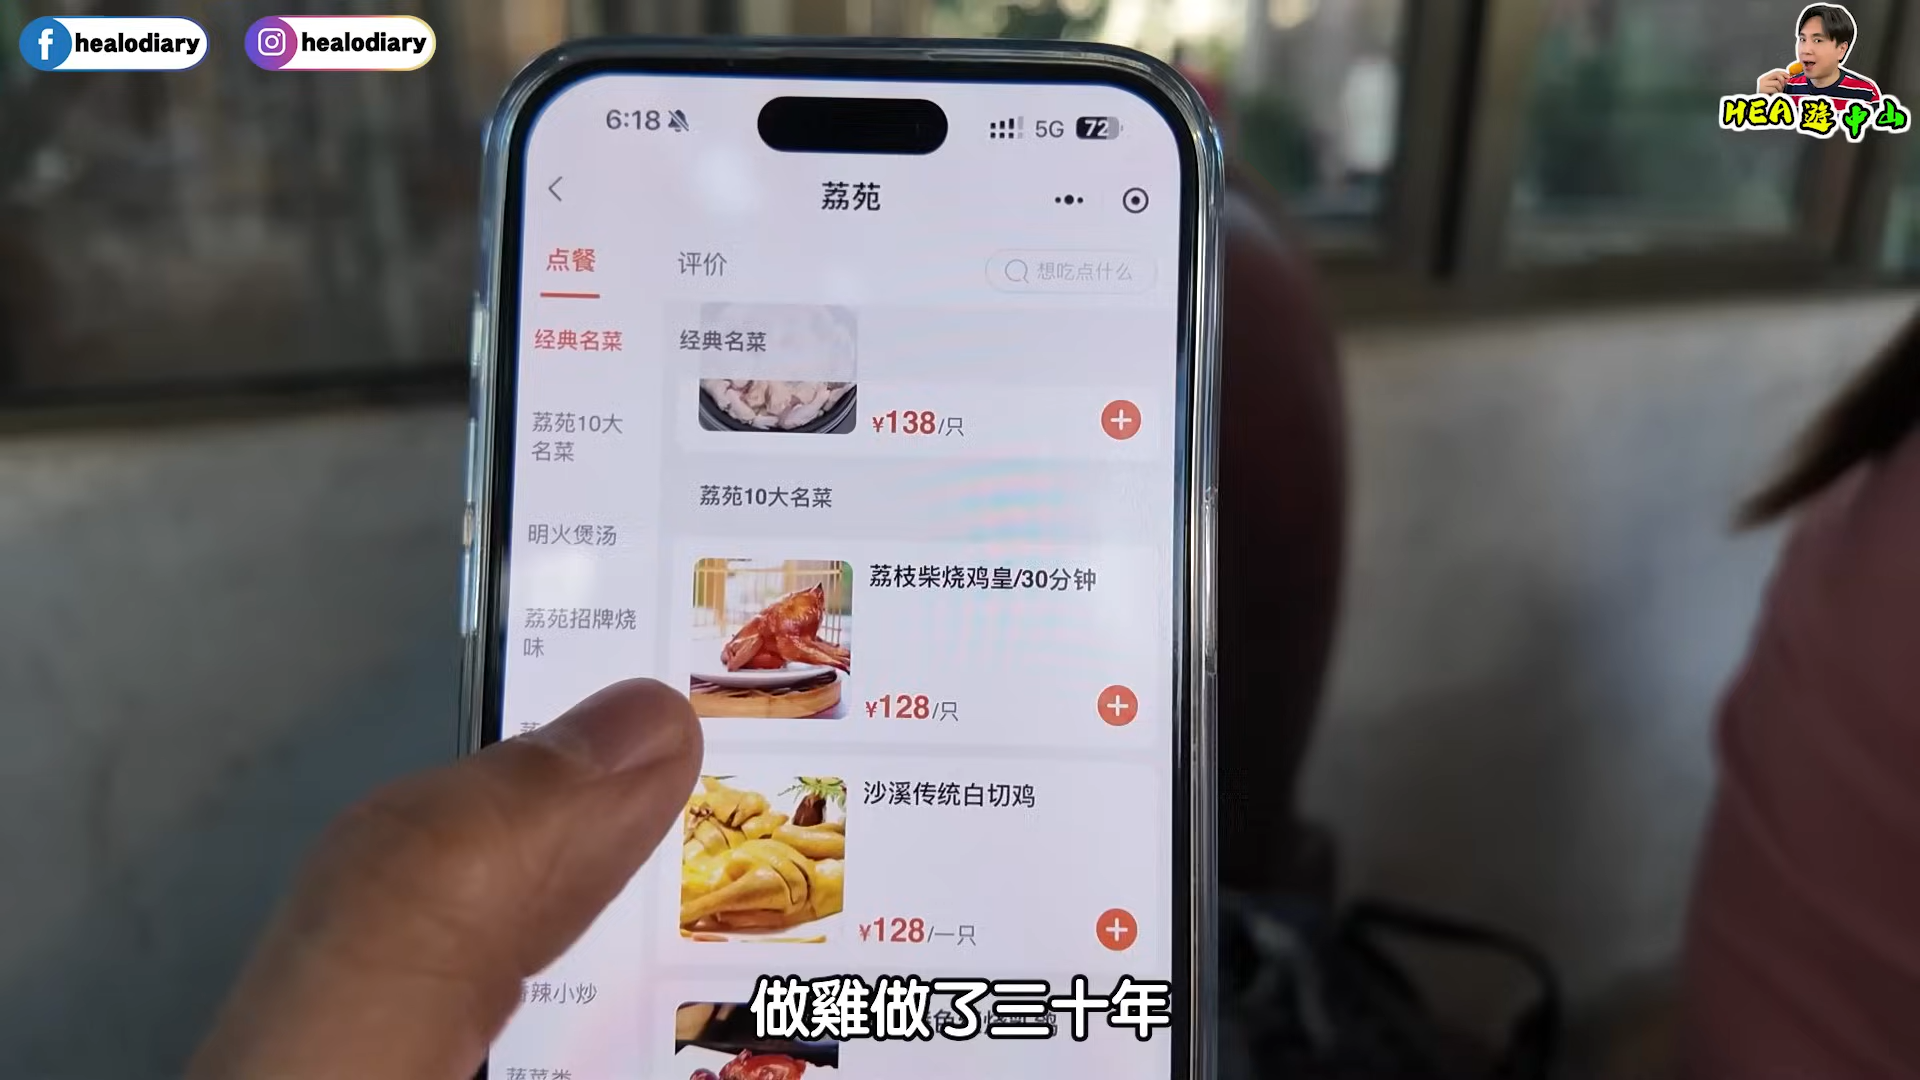 healodiary
healodiary
HEA遊中山
6:18
5G
72
荔苑
点餐
评价
想吃点什么
经典名菜
荔苑10大
名菜
明火煲汤
荔苑招牌烧
味
辣小炒
蔬菜类
经典名菜
¥138/只
荔苑10大名菜
荔枝柴烧鸡皇/30分钟
¥128/只
沙溪传统白切鸡
¥128/一只
做雞做了三十年